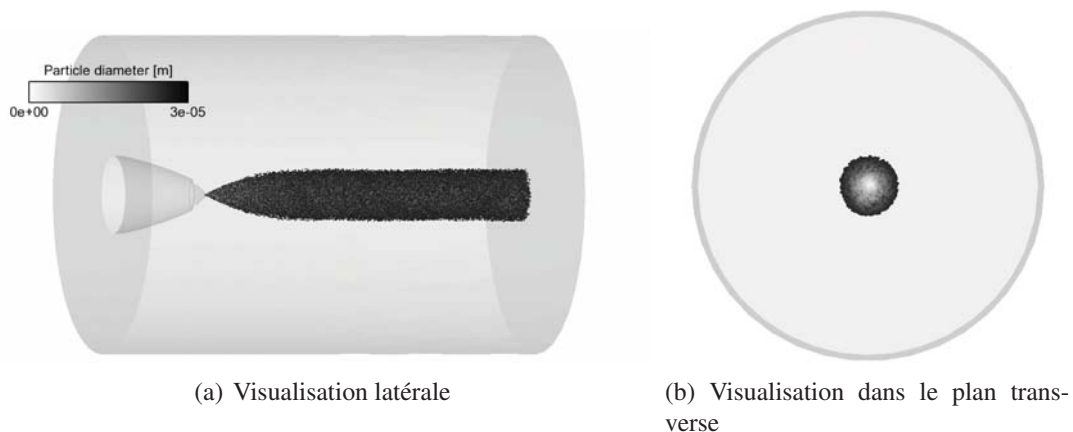 Particle diameter [m]
0e+00 3e-05
(a) Visualisation latérale
(b) Visualisation dans le plan trans-
verse